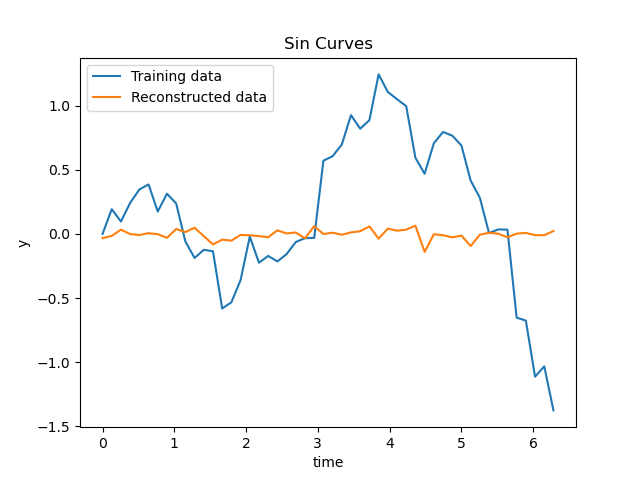 Sin Curves
Training data
Reconstructed data
1.0
0.5
0.0
−0.5
−1.0
−1.5
y
0 1 2 3 4 5 6
time